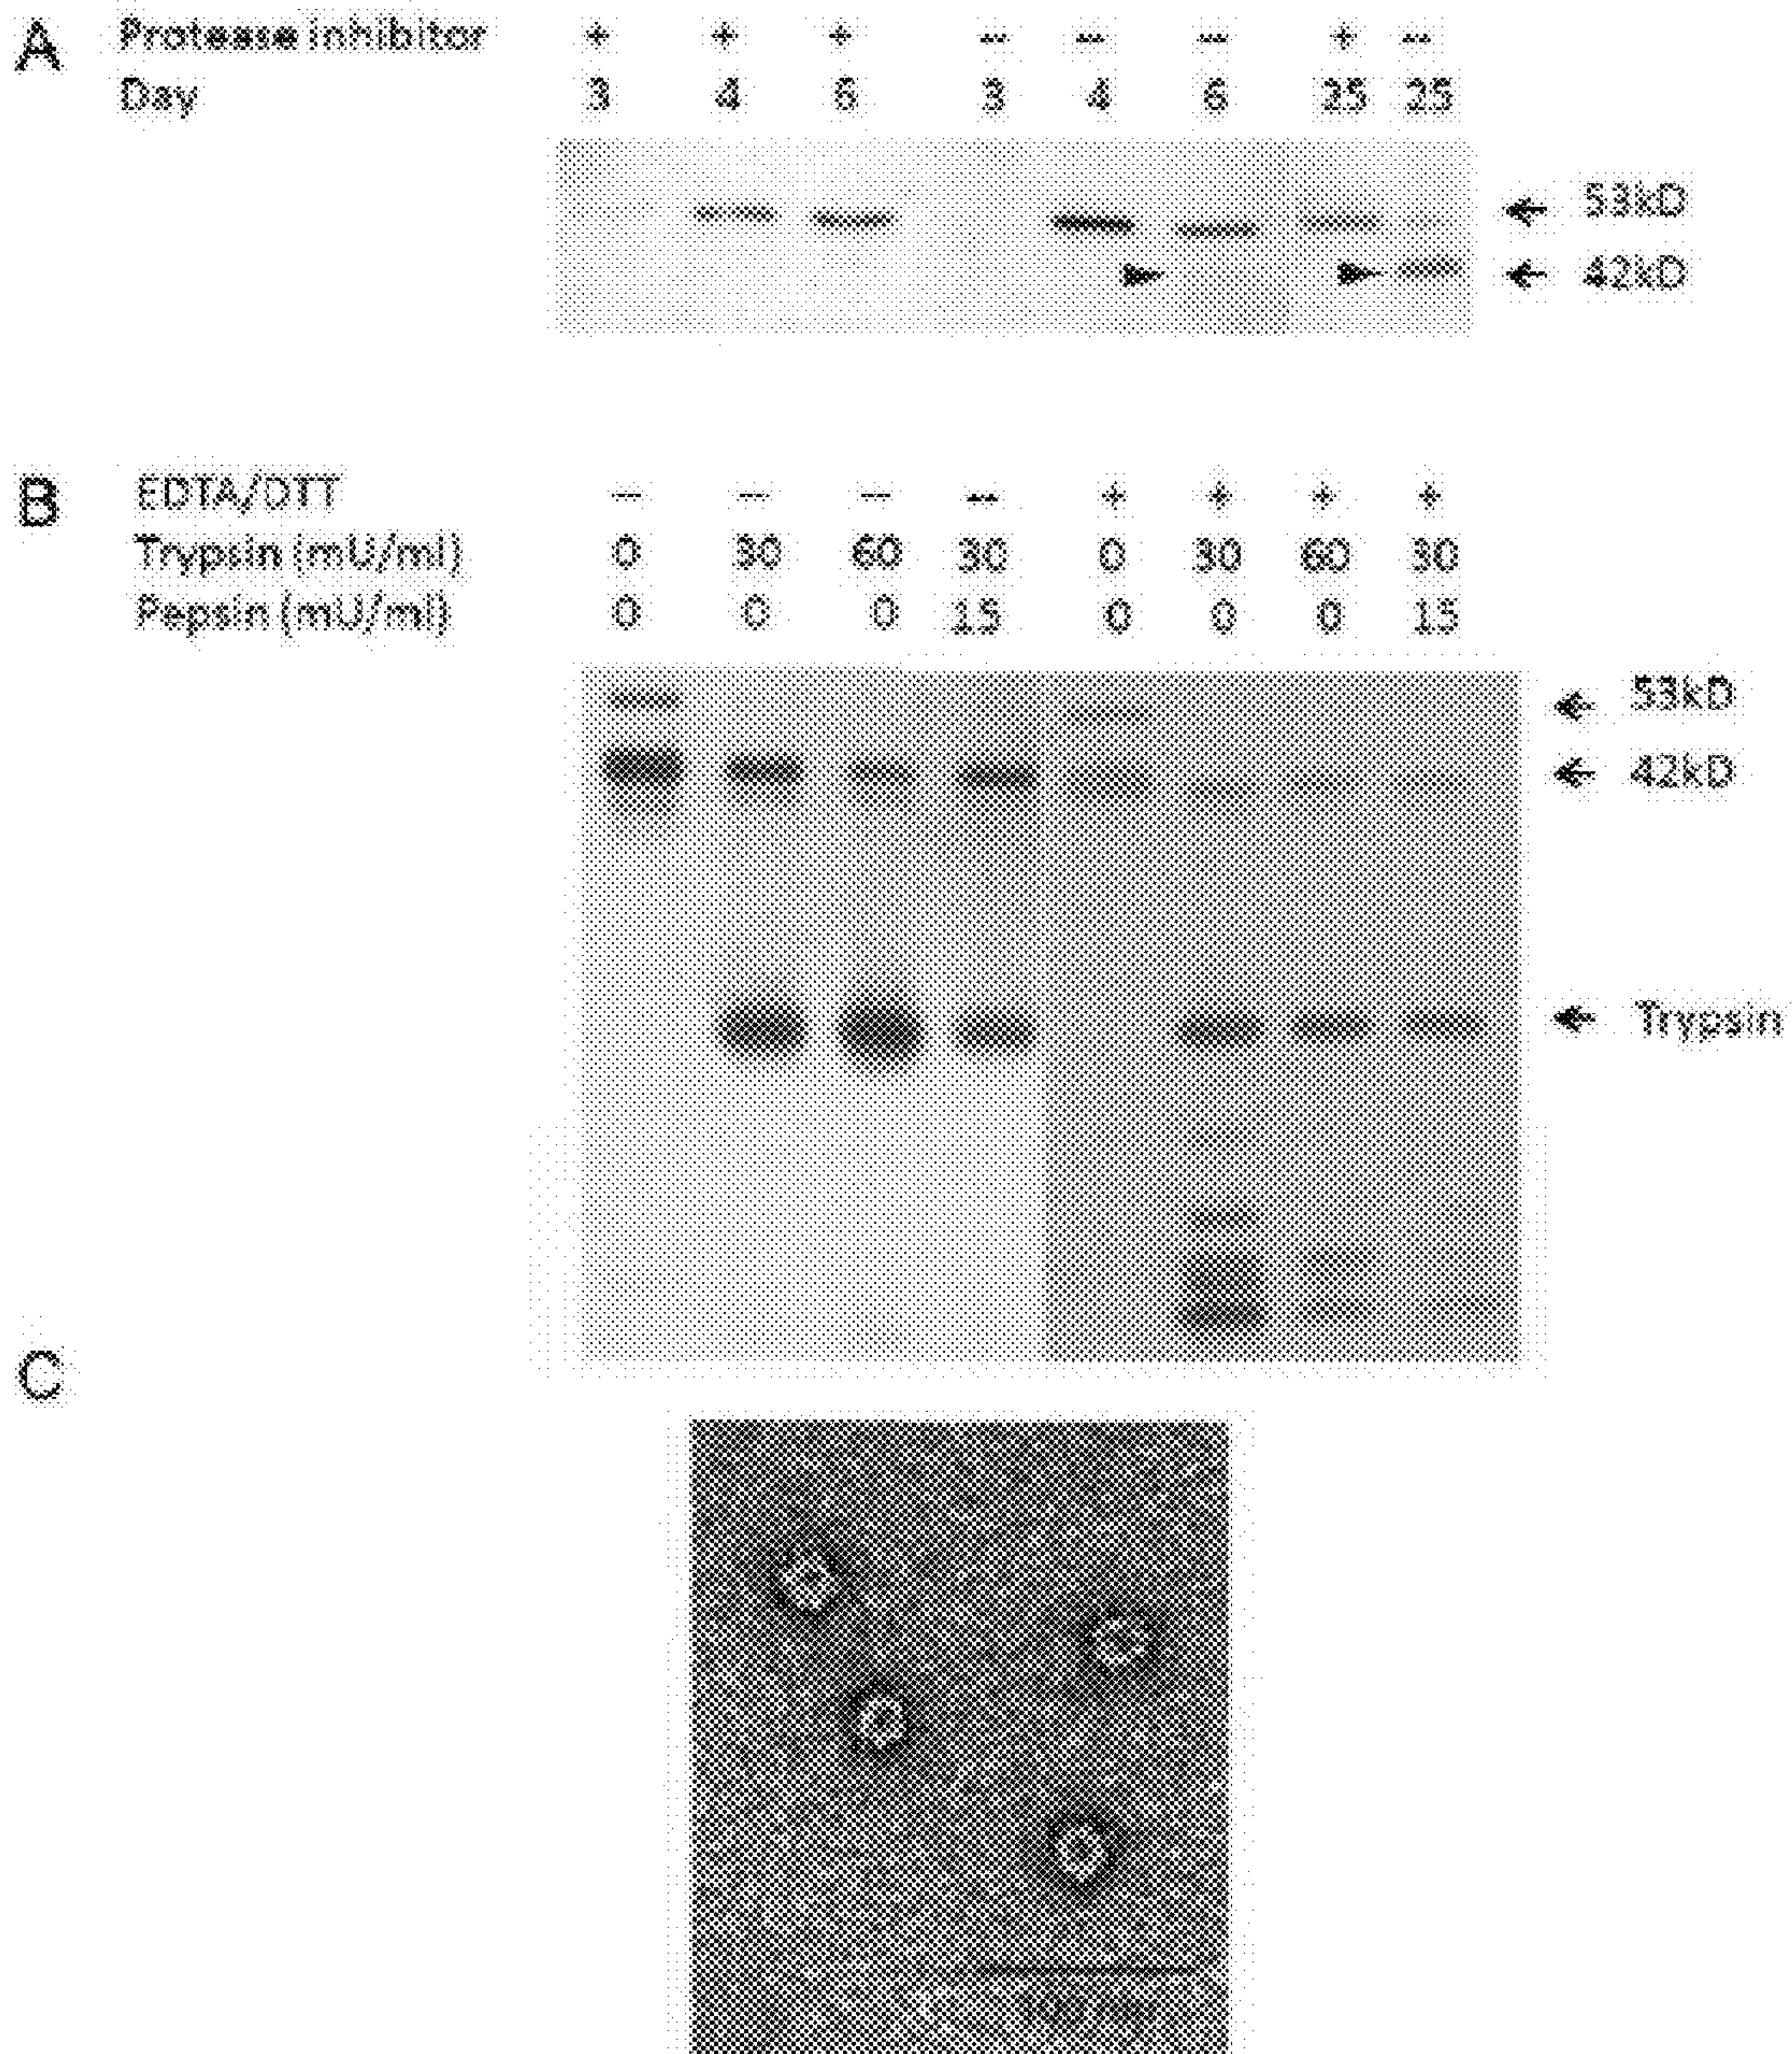 A Protease inhibitor + + + -- -- -- + --
Day 3 4 6 3 4 6 25 25
53kD
42kD
B EDTA/DTT -- -- -- -- + + + +
Trypsin (mU/ml) 0 30 60 30 0 30 60 30
Pepsin (mU/ml) 0 0 0 15 0 0 0 15
53kD
42kD
Trypsin
C
100 nm